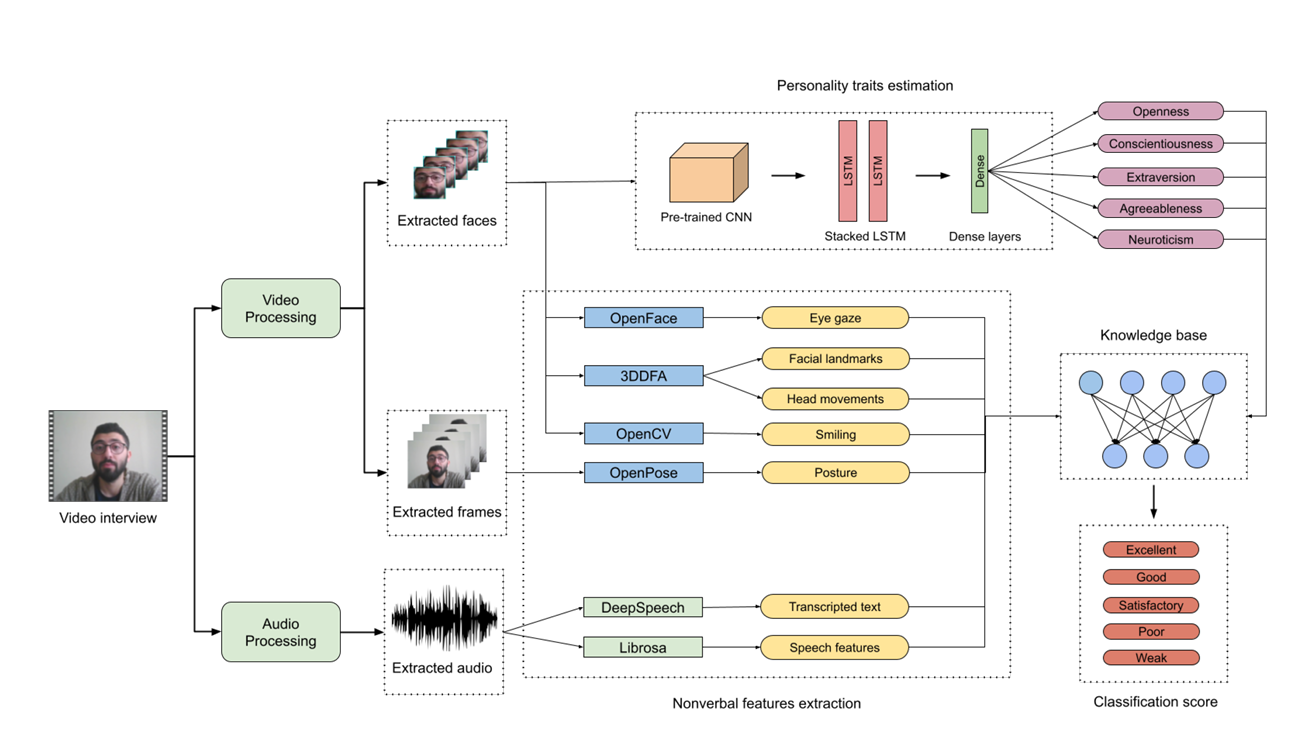 Personality traits estimation
Openness
Conscientiousness
Extraversion
Agreeableness
Neuroticism
LSTM
LSTM
Dense
Pre-trained CNN
Stacked LSTM
Dense layers
Extracted faces
Video
Processing
OpenFace
Eye gaze
3DDFA
Facial landmarks
Head movements
OpenCV
Smiling
OpenPose
Posture
Knowledge base
Extracted frames
Video interview
Audio
Processing
Extracted audio
DeepSpeech
Transcripted text
Librosa
Speech features
Nonverbal features extraction
Excellent
Good
Satisfactory
Poor
Weak
Classification score